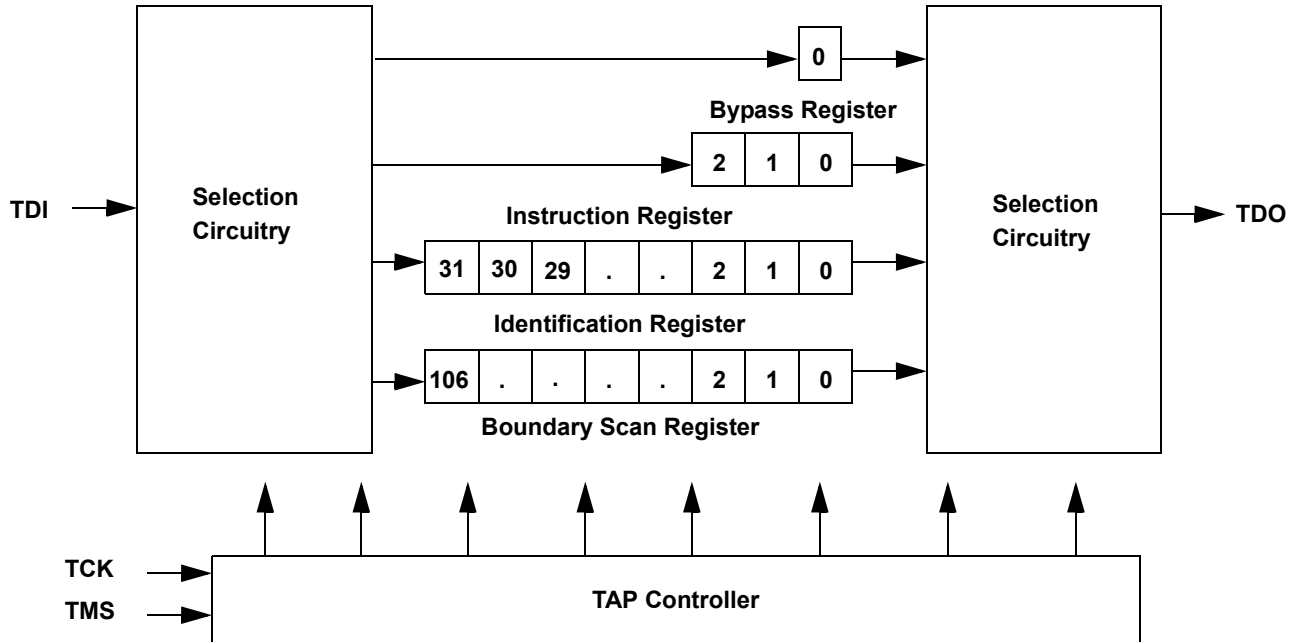 0
Bypass Register
2 1 0
Selection
Circuitry
Selection
Circuitry
TDI
TDO
Instruction Register
31 30 29 . . 2 1 0
Identification Register
106 . . . . 2 1 0
Boundary Scan Register
TCK
TMS
TAP Controller